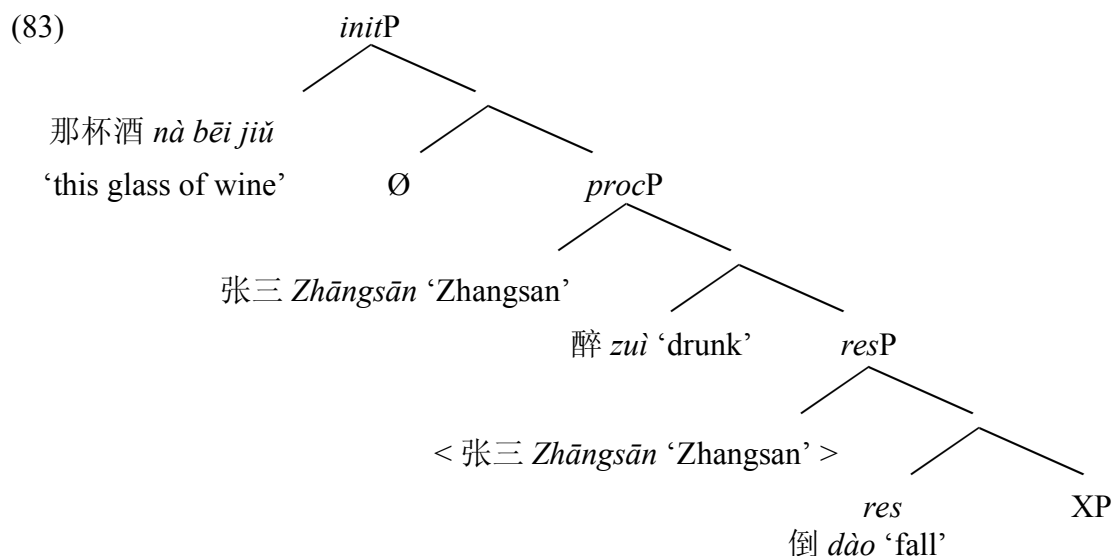 (83)
initP
那杯酒 nà bēi jiǔ
‘this glass of wine’
Ø
procP
张三 Zhāngsān ‘Zhangsan’
醉 zuì ‘drunk’
resP
< 张三 Zhāngsān ‘Zhangsan’ >
res
XP
倒 dào ‘fall’